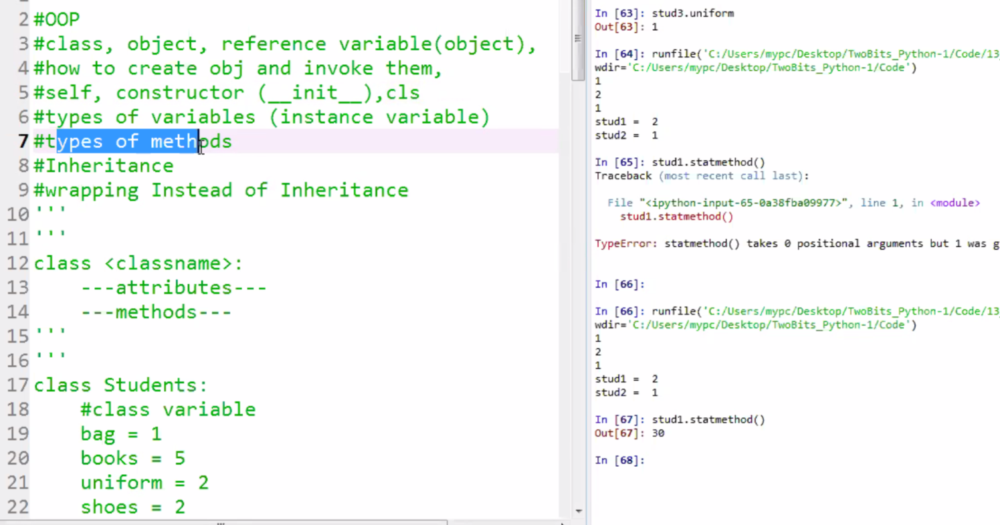 2 #OOP
3 #class, object, reference variable(object),
4 #how to create obj and invoke them,
5 #self, constructor (__init__),cls
6 #types of variables (instance variable)
7 #types of methods
8 #Inheritance
9 #wrapping Instead of Inheritance
10 '''
11 '''
12 class <classname>:
13     ---attributes---
14     ---methods---
15 '''
16 '''
17 class Students:
18     #class variable
19     bag = 1
20     books = 5
21     uniform = 2
22     shoes = 2
In [63]: stud3.uniform
Out[63]: 1
In [64]: runfile('C:/Users/mypc/Desktop/TwoBits_Python-1/Code/13
wdir='C:/Users/mypc/Desktop/TwoBits_Python-1/Code')
1
2
1
stud1 =  2
stud2 =  1
In [65]: stud1.statmethod()
Traceback (most recent call last):
File "<ipython-input-65-0a38fba09977>", line 1, in <module>
stud1.statmethod()
TypeError: statmethod() takes 0 positional arguments but 1 was g
In [66]:
In [66]: runfile('C:/Users/mypc/Desktop/TwoBits_Python-1/Code/13
wdir='C:/Users/mypc/Desktop/TwoBits_Python-1/Code')
1
2
1
stud1 =  2
stud2 =  1
In [67]: stud1.statmethod()
Out[67]: 30
In [68]: